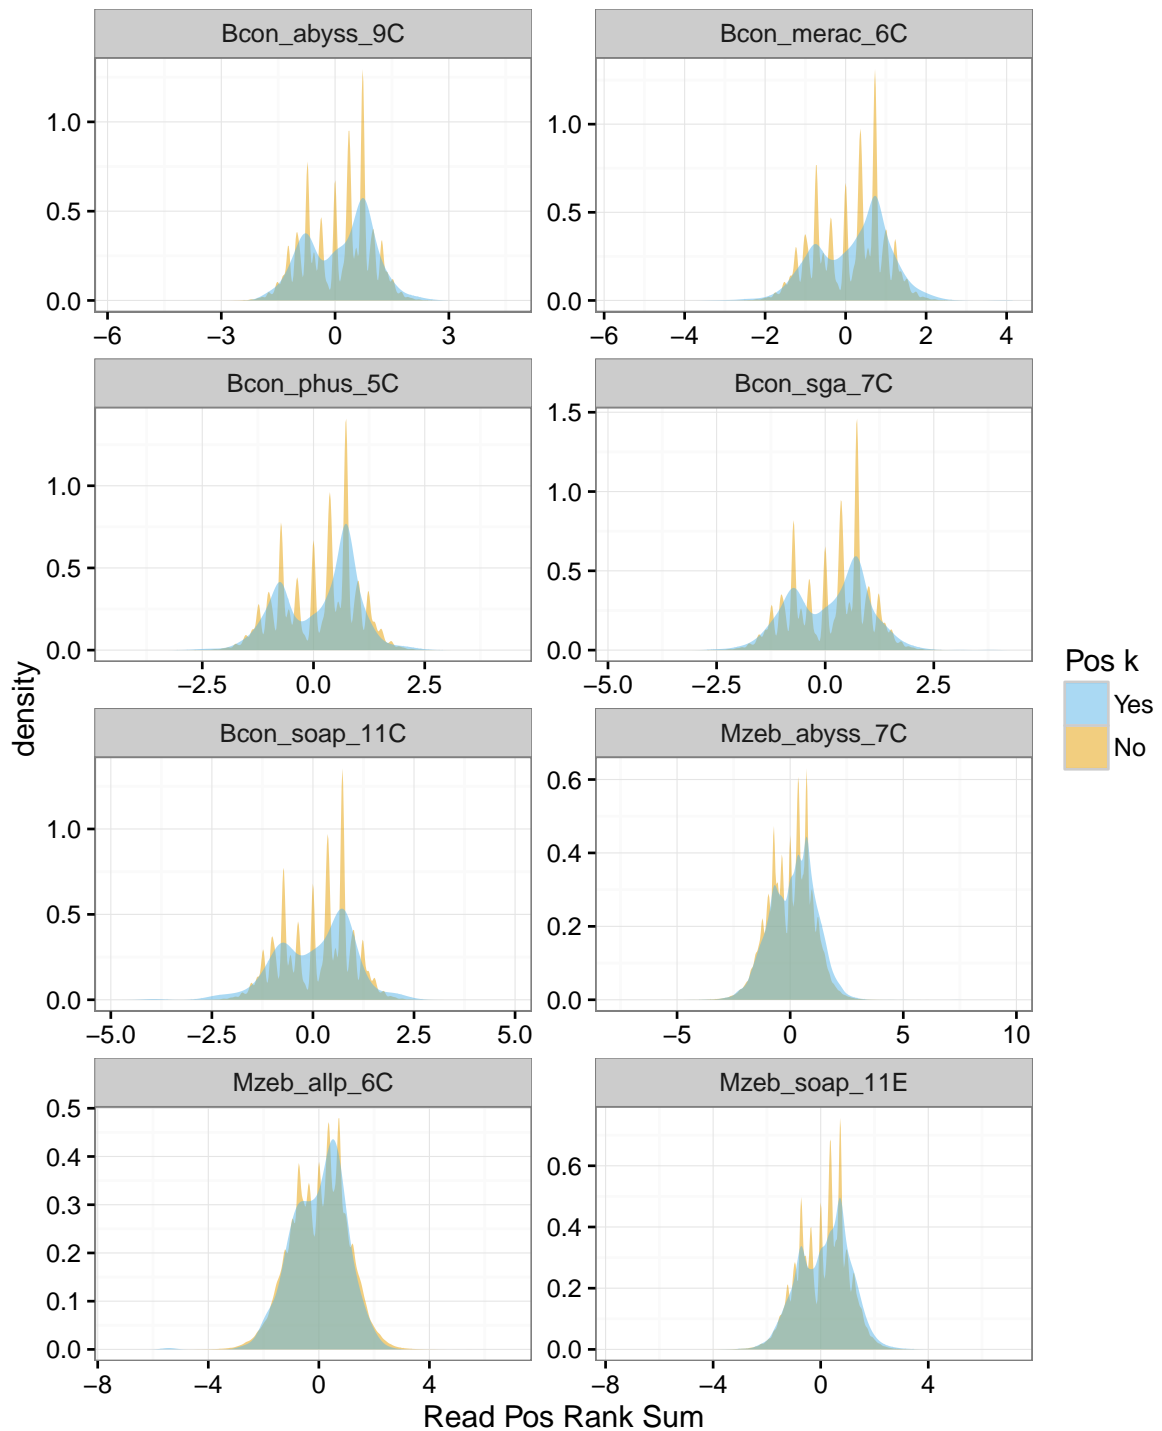 Bcon_abyss_9C
Bcon_merac_6C
1.0
0.5
0.0
−6 −3 0 3
1.0
0.5
0.0
−6 −4 −2 0 2 4
Bcon_phus_5C
Bcon_sga_7C
1.0
0.5
0.0
−2.5 0.0 2.5
1.5
1.0
0.5
0.0
−5.0 −2.5 0.0 2.5
Bcon_soap_11C
Mzeb_abyss_7C
1.0
0.5
0.0
−5.0 −2.5 0.0 2.5 5.0
0.6
0.4
0.2
0.0
−5 0 5 10
Mzeb_allp_6C
Mzeb_soap_11E
0.5
0.4
0.3
0.2
0.1
0.0
−8 −4 0 4
0.6
0.4
0.2
0.0
−8 −4 0 4
density
Read Pos Rank Sum
Pos k
Yes
No